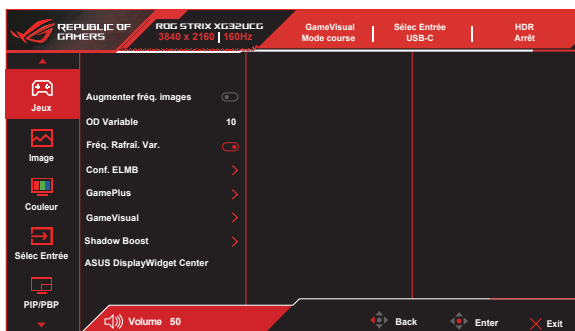 REPUBLIC OF
GAMERS
ROG STRIX XG32UCG
3840 x 2160 160Hz
GameVisual
Mode course
Sélec Entrée
USB-C
HDR
Arrêt
Jeux
Image
Couleur
Sélec Entrée
PIP/PBP
Augmenter fréq. images
OD Variable 10
Fréq. Rafraî. Var.
Conf. ELMB
GamePlus
GameVisual
Shadow Boost
ASUS DisplayWidget Center
Volume 50
Back
Enter
Exit